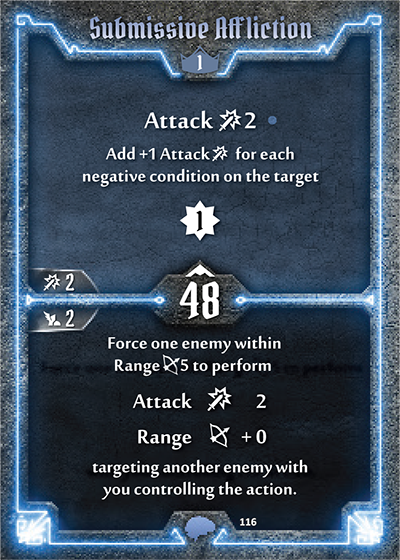 Submissive Affliction
1
Attack 2
Add +1 Attack for each
negative condition on the target
1
2
48
2
Force one enemy within
Range 5 to perform
Attack 2
Range + 0
targeting another enemy with
you controlling the action.
116